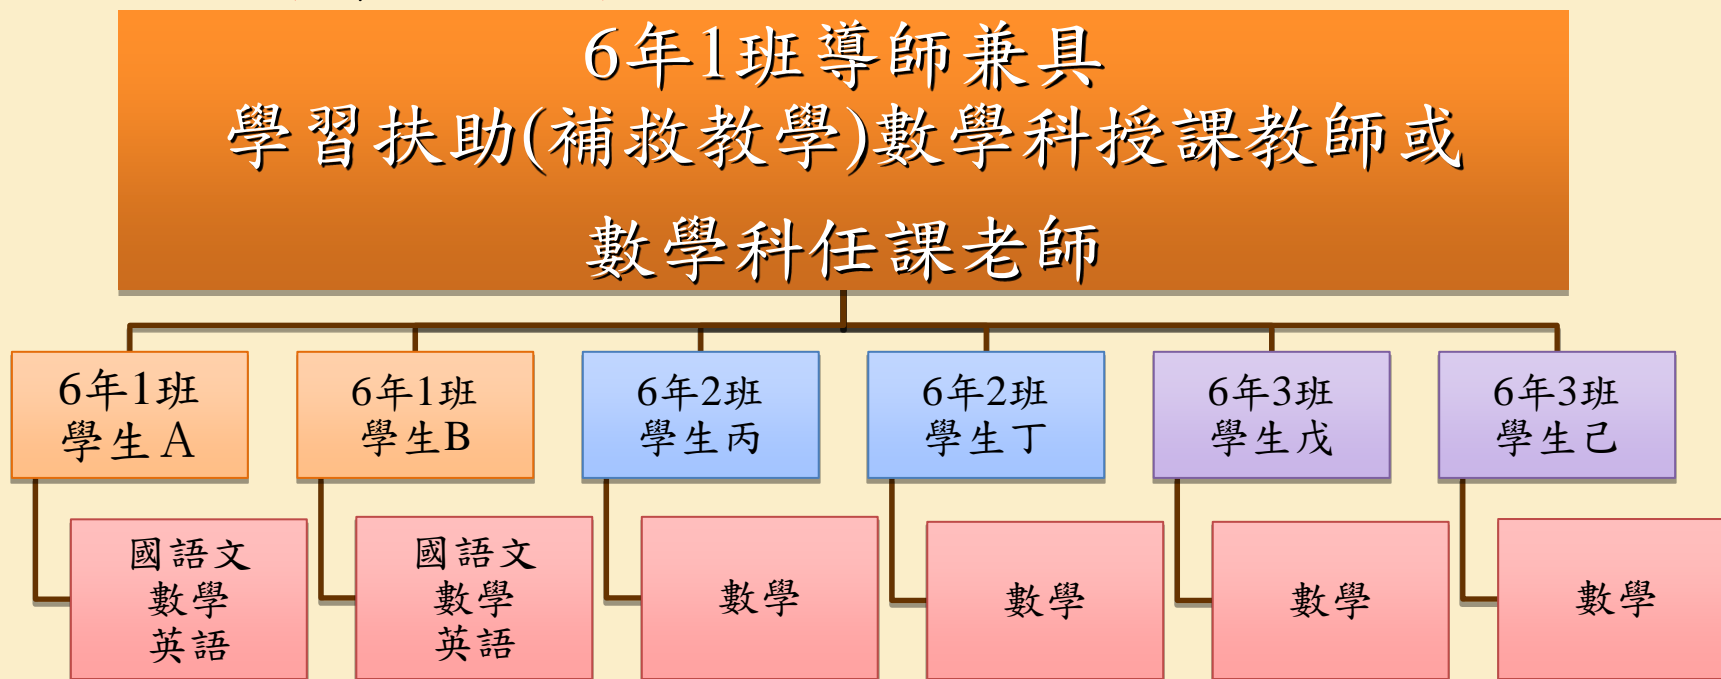 6年1班導師兼具
學習扶助(補救教學)數學科授課教師或
數學科任課老師
6年1班
學生A
6年1班
學生B
6年2班
學生丙
6年2班
學生丁
6年3班
學生戊
6年3班
學生己
國語文
數學
英語
國語文
數學
英語
數學
數學
數學
數學